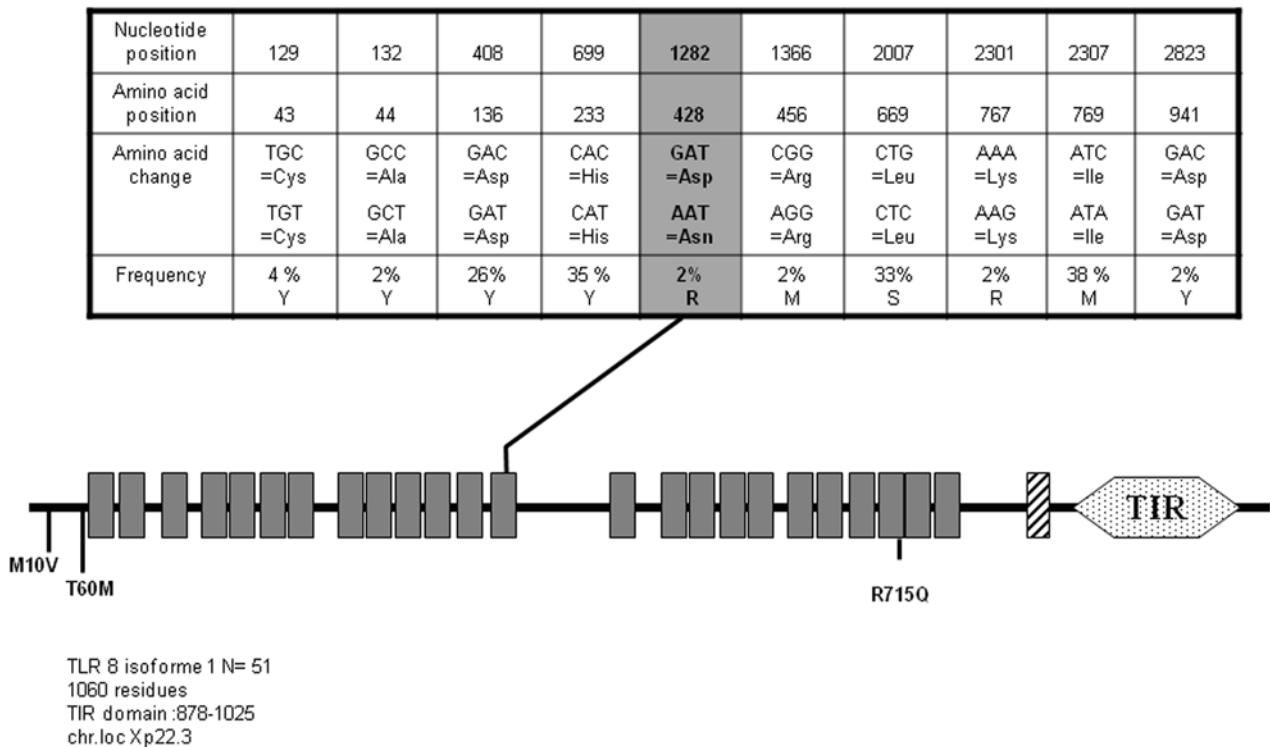 Nucleotide position 129 132 408 699 1282 1366 2007 2301 2307 2823
Amino acid position 43 44 136 233 428 456 669 767 769 941
Amino acid change TGC GCC GAC CAC GAT CGG CTG AAA ATC GAC
=Cys =Ala =Asp =His =Asp =Arg =Leu =Lys =Ile =Asp
TGT GCT GAT CAT AAT AGG CTC AAG ATA GAT
=Cys =Ala =Asp =His =Asn =Arg =Leu =Lys =Ile =Asp
Frequency 4 % 2% 26% 35 % 2% 2% 33% 2% 38 % 2%
Y Y Y Y R M S R M Y
TIR
M10V
T60M
R715Q
TLR 8 isoforme 1 N= 51
1060 residues
TIR domain :878-1025
chr.loc Xp22.3